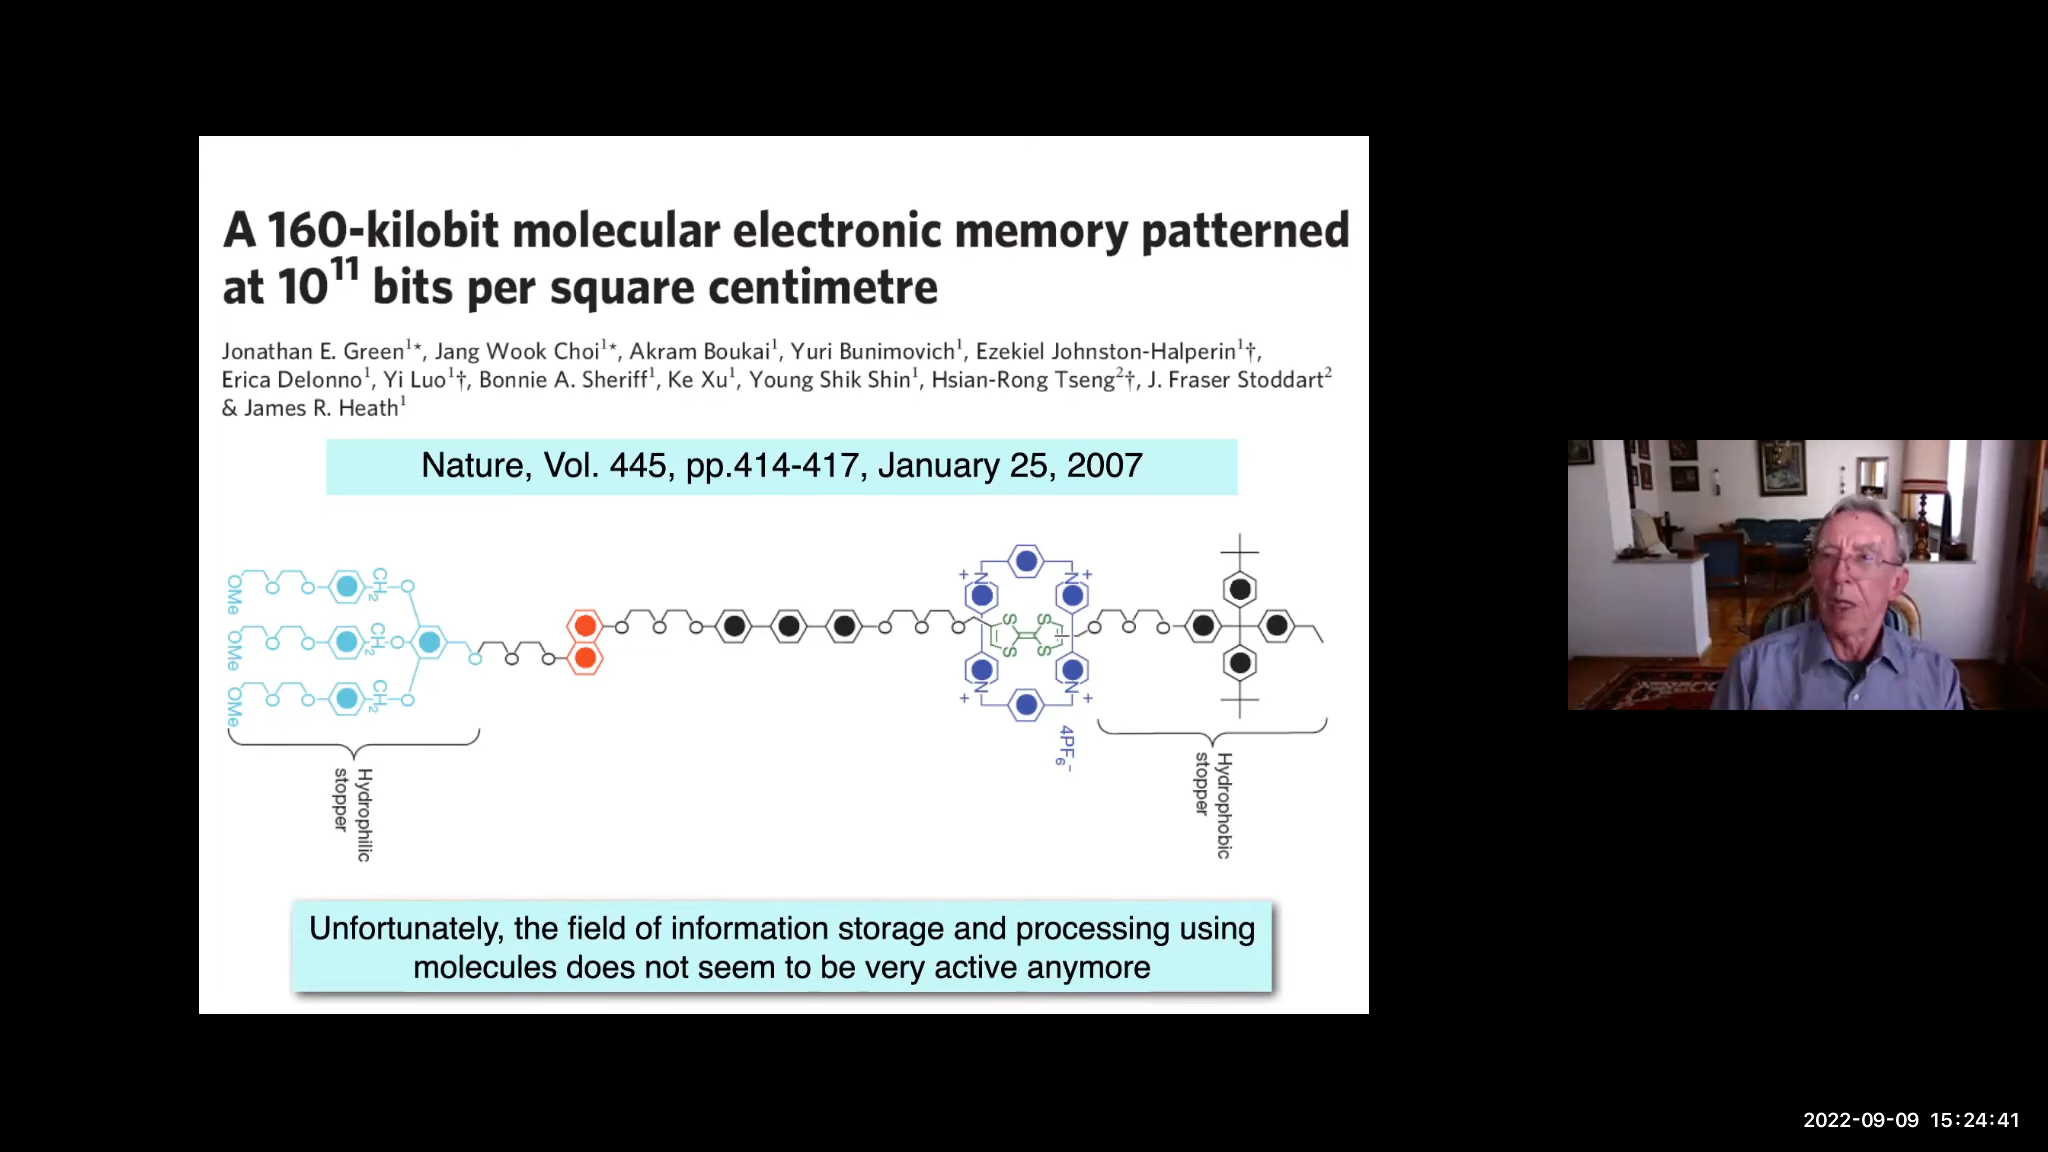 A 160-kilobit molecular electronic memory patterned
at 10¹¹ bits per square centimetre
Jonathan E. Green¹*, Jang Wook Choi¹*, Akram Boukai¹, Yuri Bunimovich¹, Ezekiel Johnston-Halperin¹†,
Erica DeIonno¹, Yi Luo¹†, Bonnie A. Sheriff¹, Ke Xu¹, Young Shik Shin¹, Hsian-Rong Tseng²†, J. Fraser Stoddart²
& James R. Heath¹
Nature, Vol. 445, pp.414-417, January 25, 2007
OMe O O CH₂ O
OMe O O CH₂ O O O O
OMe O O CH₂ O
O O O O O O
N+ N+ N+ N+
S S S S
O O O
4PF₆⁻
Hydrophilic
stopper
Hydrophobic
stopper
Unfortunately, the field of information storage and processing using
molecules does not seem to be very active anymore
2022-09-09 15:24:41